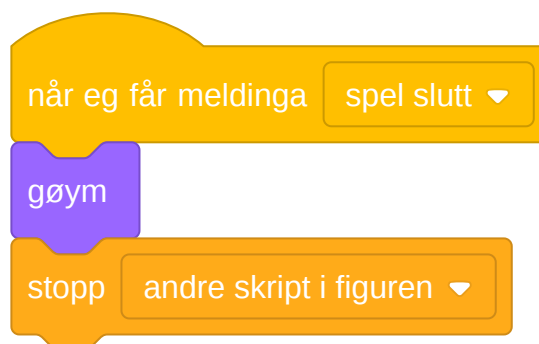 når eg får meldinga spel slutt
gøym
stopp andre skript i figuren